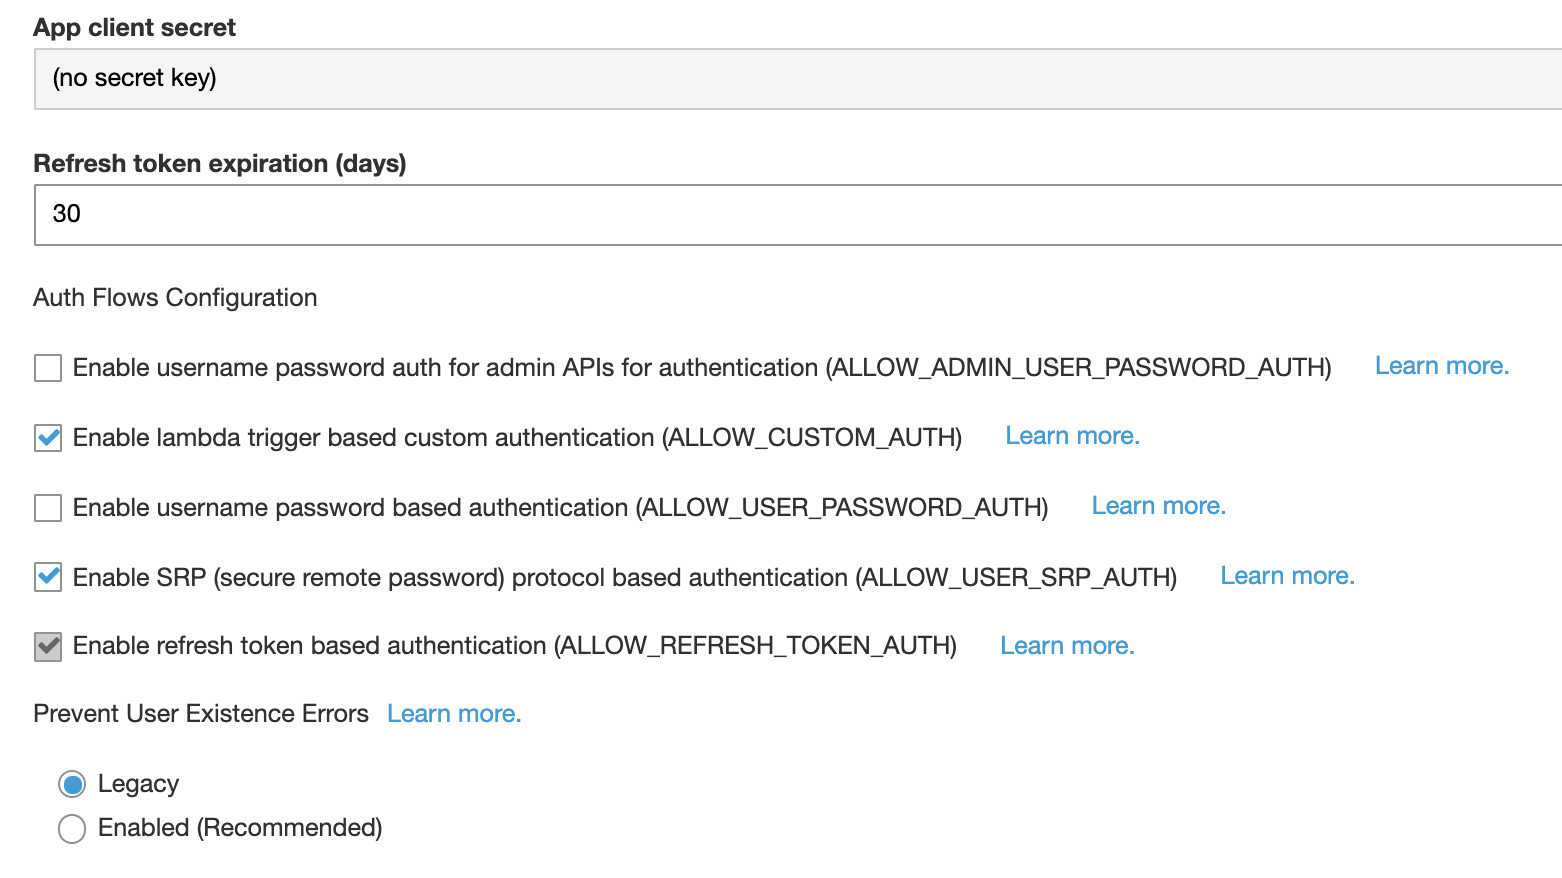 App client secret
(no secret key)
Refresh token expiration (days)
30
Auth Flows Configuration
Enable username password auth for admin APIs for authentication (ALLOW_ADMIN_USER_PASSWORD_AUTH) Learn more.
Enable lambda trigger based custom authentication (ALLOW_CUSTOM_AUTH) Learn more.
Enable username password based authentication (ALLOW_USER_PASSWORD_AUTH) Learn more.
Enable SRP (secure remote password) protocol based authentication (ALLOW_USER_SRP_AUTH) Learn more.
Enable refresh token based authentication (ALLOW_REFRESH_TOKEN_AUTH) Learn more.
Prevent User Existence Errors Learn more.
Legacy
Enabled (Recommended)